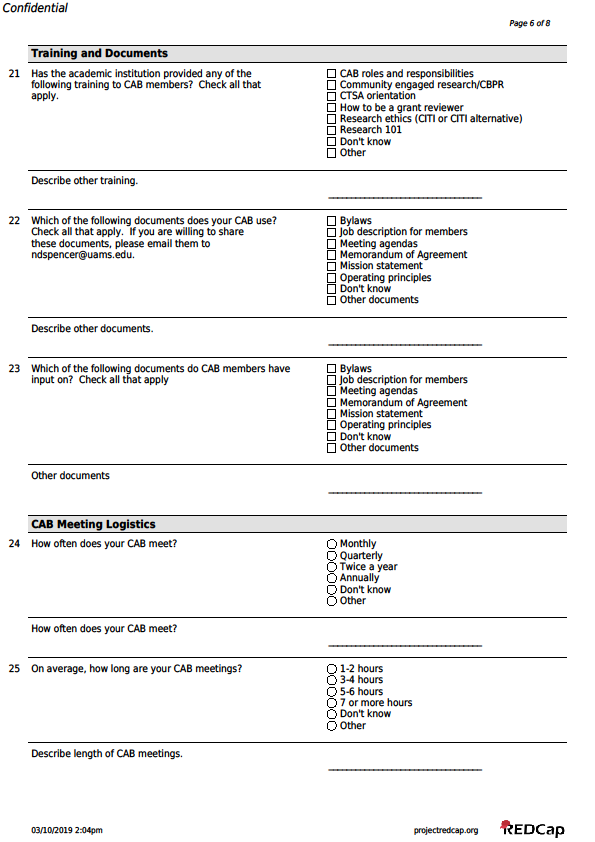 Confidential
Page 6 of 8
Training and Documents
21 Has the academic institution provided any of the
following training to CAB members? Check all that
apply.
CAB roles and responsibilities
Community engaged research/CBPR
CTSA orientation
How to be a grant reviewer
Research ethics (CITI or CITI alternative)
Research 101
Don't know
Other
Describe other training.
22 Which of the following documents does your CAB use?
Check all that apply. If you are willing to share
these documents, please email them to
ndspencer@uams.edu.
Bylaws
Job description for members
Meeting agendas
Memorandum of Agreement
Mission statement
Operating principles
Don't know
Other documents
Describe other documents.
23 Which of the following documents do CAB members have
input on? Check all that apply
Bylaws
Job description for members
Meeting agendas
Memorandum of Agreement
Mission statement
Operating principles
Don't know
Other documents
Other documents
CAB Meeting Logistics
24 How often does your CAB meet?
Monthly
Quarterly
Twice a year
Annually
Don't know
Other
How often does your CAB meet?
25 On average, how long are your CAB meetings?
1-2 hours
3-4 hours
5-6 hours
7 or more hours
Don't know
Other
Describe length of CAB meetings.
03/10/2019 2:04pm
projectredcap.org
REDCap